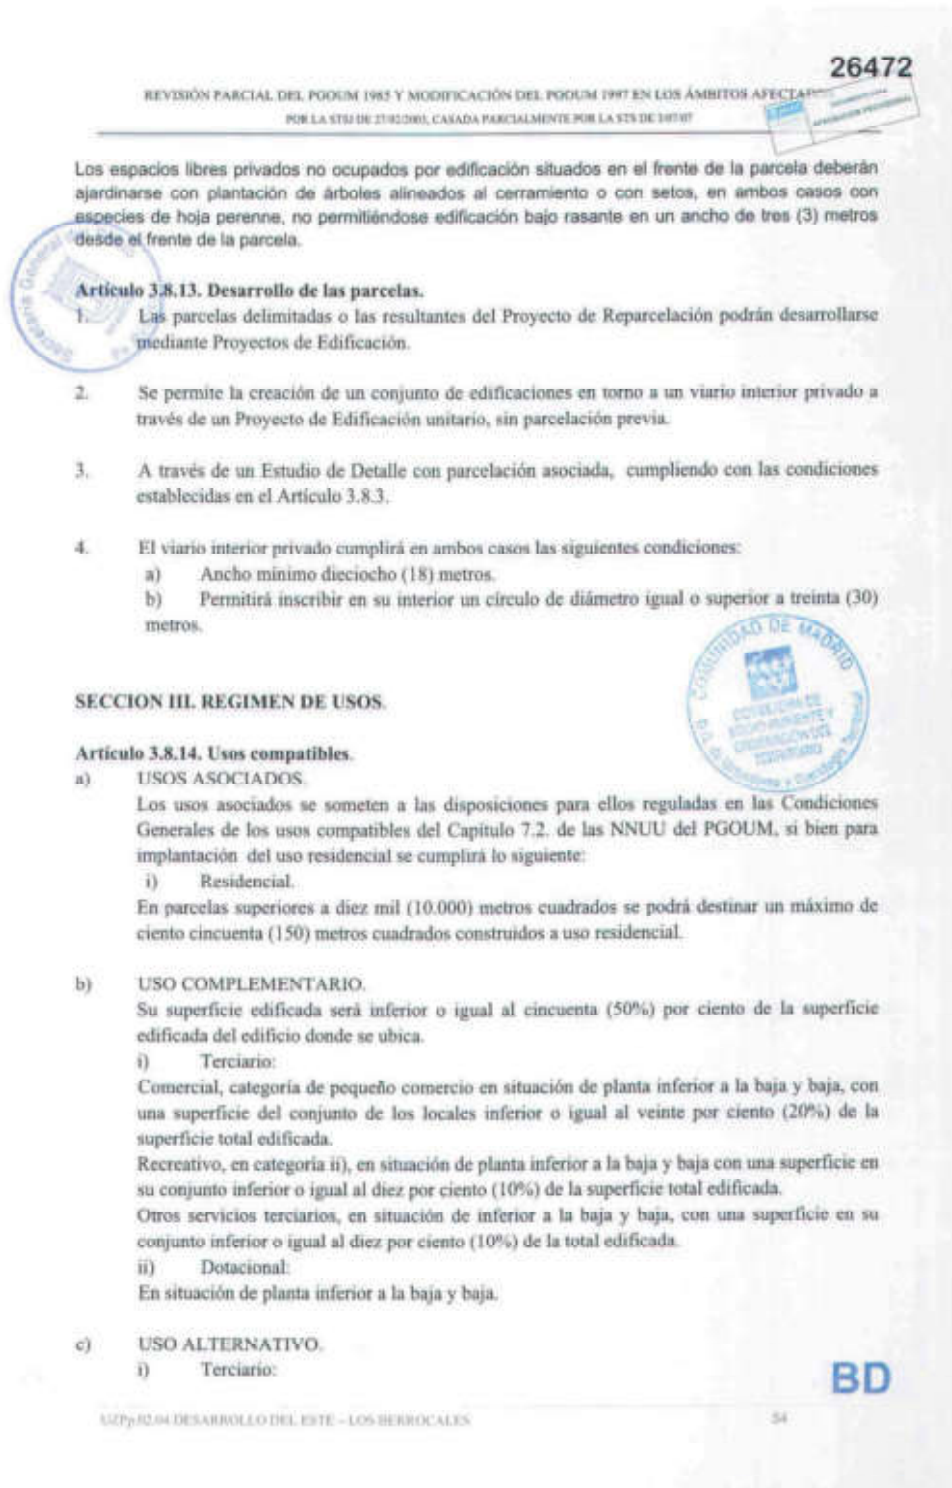 26472
REVISIÓN PARCIAL DEL PGOUM 1985 Y MODIFICACIÓN DEL PGOUM 1997 EN LOS ÁMBITOS
POR LA STSJ DE 27/02/2003, CASADA PARCIALMENTE POR LA STS DE 3/07/07
Los espacios libres privados no ocupados por edificación situados en el frente de la parcela deberán
ajardinarse con plantación de árboles alineados al cerramiento o con setos, en ambos casos con
especies de hoja perenne, no permitiéndose edificación bajo rasante en un ancho de tres (3) metros
desde el frente de la parcela.
Artículo 3.8.13. Desarrollo de las parcelas.
1. Las parcelas delimitadas o las resultantes del Proyecto de Reparcelación podrán desarrollarse
mediante Proyectos de Edificación.
2. Se permite la creación de un conjunto de edificaciones en torno a un viario interior privado a
través de un Proyecto de Edificación unitario, sin parcelación previa.
3. A través de un Estudio de Detalle con parcelación asociada, cumpliendo con las condiciones
establecidas en el Artículo 3.8.3.
4. El viario interior privado cumplirá en ambos casos las siguientes condiciones:
a) Ancho mínimo dieciocho (18) metros.
b) Permitirá inscribir en su interior un círculo de diámetro igual o superior a treinta (30)
metros.
COMUNIDAD DE MADRID
SECCION III. REGIMEN DE USOS.
Artículo 3.8.14. Usos compatibles.
a) USOS ASOCIADOS.
Los usos asociados se someten a las disposiciones para ellos reguladas en las Condiciones
Generales de los usos compatibles del Capítulo 7.2. de las NNUU del PGOUM, si bien para
implantación del uso residencial se cumplirá lo siguiente:
i) Residencial.
En parcelas superiores a diez mil (10.000) metros cuadrados se podrá destinar un máximo de
ciento cincuenta (150) metros cuadrados construidos a uso residencial.
b) USO COMPLEMENTARIO.
Su superficie edificada será inferior o igual al cincuenta (50%) por ciento de la superficie
edificada del edificio donde se ubica.
i) Terciario:
Comercial, categoría de pequeño comercio en situación de planta inferior a la baja y baja, con
una superficie del conjunto de los locales inferior o igual al veinte por ciento (20%) de la
superficie total edificada.
Recreativo, en categoría ii), en situación de planta inferior a la baja y baja con una superficie en
su conjunto inferior o igual al diez por ciento (10%) de la superficie total edificada.
Otros servicios terciarios, en situación de inferior a la baja y baja, con una superficie en su
conjunto inferior o igual al diez por ciento (10%) de la total edificada.
ii) Dotacional:
En situación de planta inferior a la baja y baja.
c) USO ALTERNATIVO.
i) Terciario:
BD
UZPp.02.04 DESARROLLO DEL ESTE – LOS BERROCALES 54